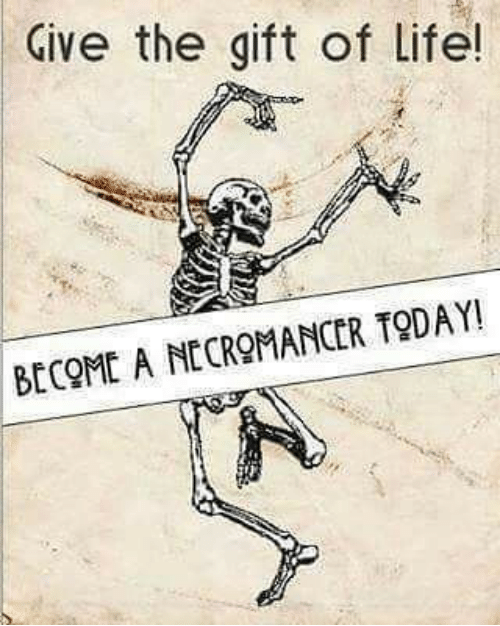 Give the gift of Life!
BECOME A NECROMANCER TODAY!